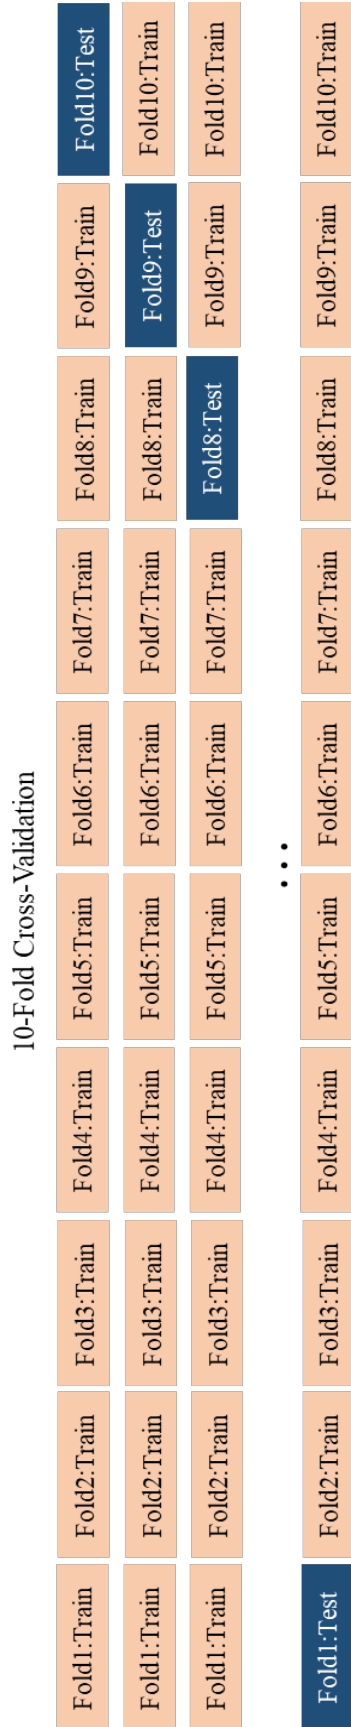 10-Fold Cross-Validation
Fold1:Train Fold2:Train Fold3:Train Fold4:Train Fold5:Train Fold6:Train Fold7:Train Fold8:Train Fold9:Train Fold10:Test
Fold1:Train Fold2:Train Fold3:Train Fold4:Train Fold5:Train Fold6:Train Fold7:Train Fold8:Train Fold9:Test Fold10:Train
Fold1:Train Fold2:Train Fold3:Train Fold4:Train Fold5:Train Fold6:Train Fold7:Train Fold8:Test Fold9:Train Fold10:Train
...
Fold1:Test Fold2:Train Fold3:Train Fold4:Train Fold5:Train Fold6:Train Fold7:Train Fold8:Train Fold9:Train Fold10:Train